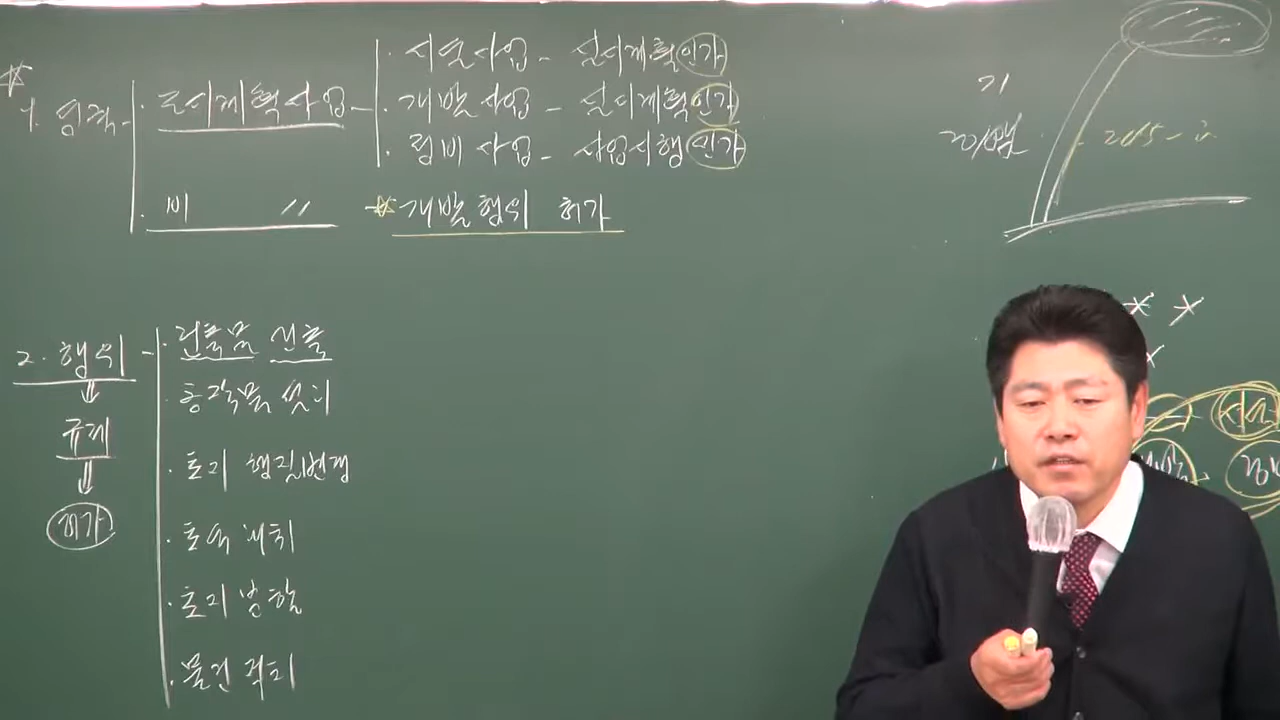 1. 원칙
· 도시계획사업
· 시설사업 - 실시계획인가
· 개발사업 - 실시계획인가
· 정비사업 - 사업시행인가
· 비 〃 ☆개발행위 허가
2. 행위
⇓
규제
⇓
허가
· 건축물 건축
· 공작물 설치
· 토지 형질변경
· 토석 채취
· 토지 분할
· 물건 적치